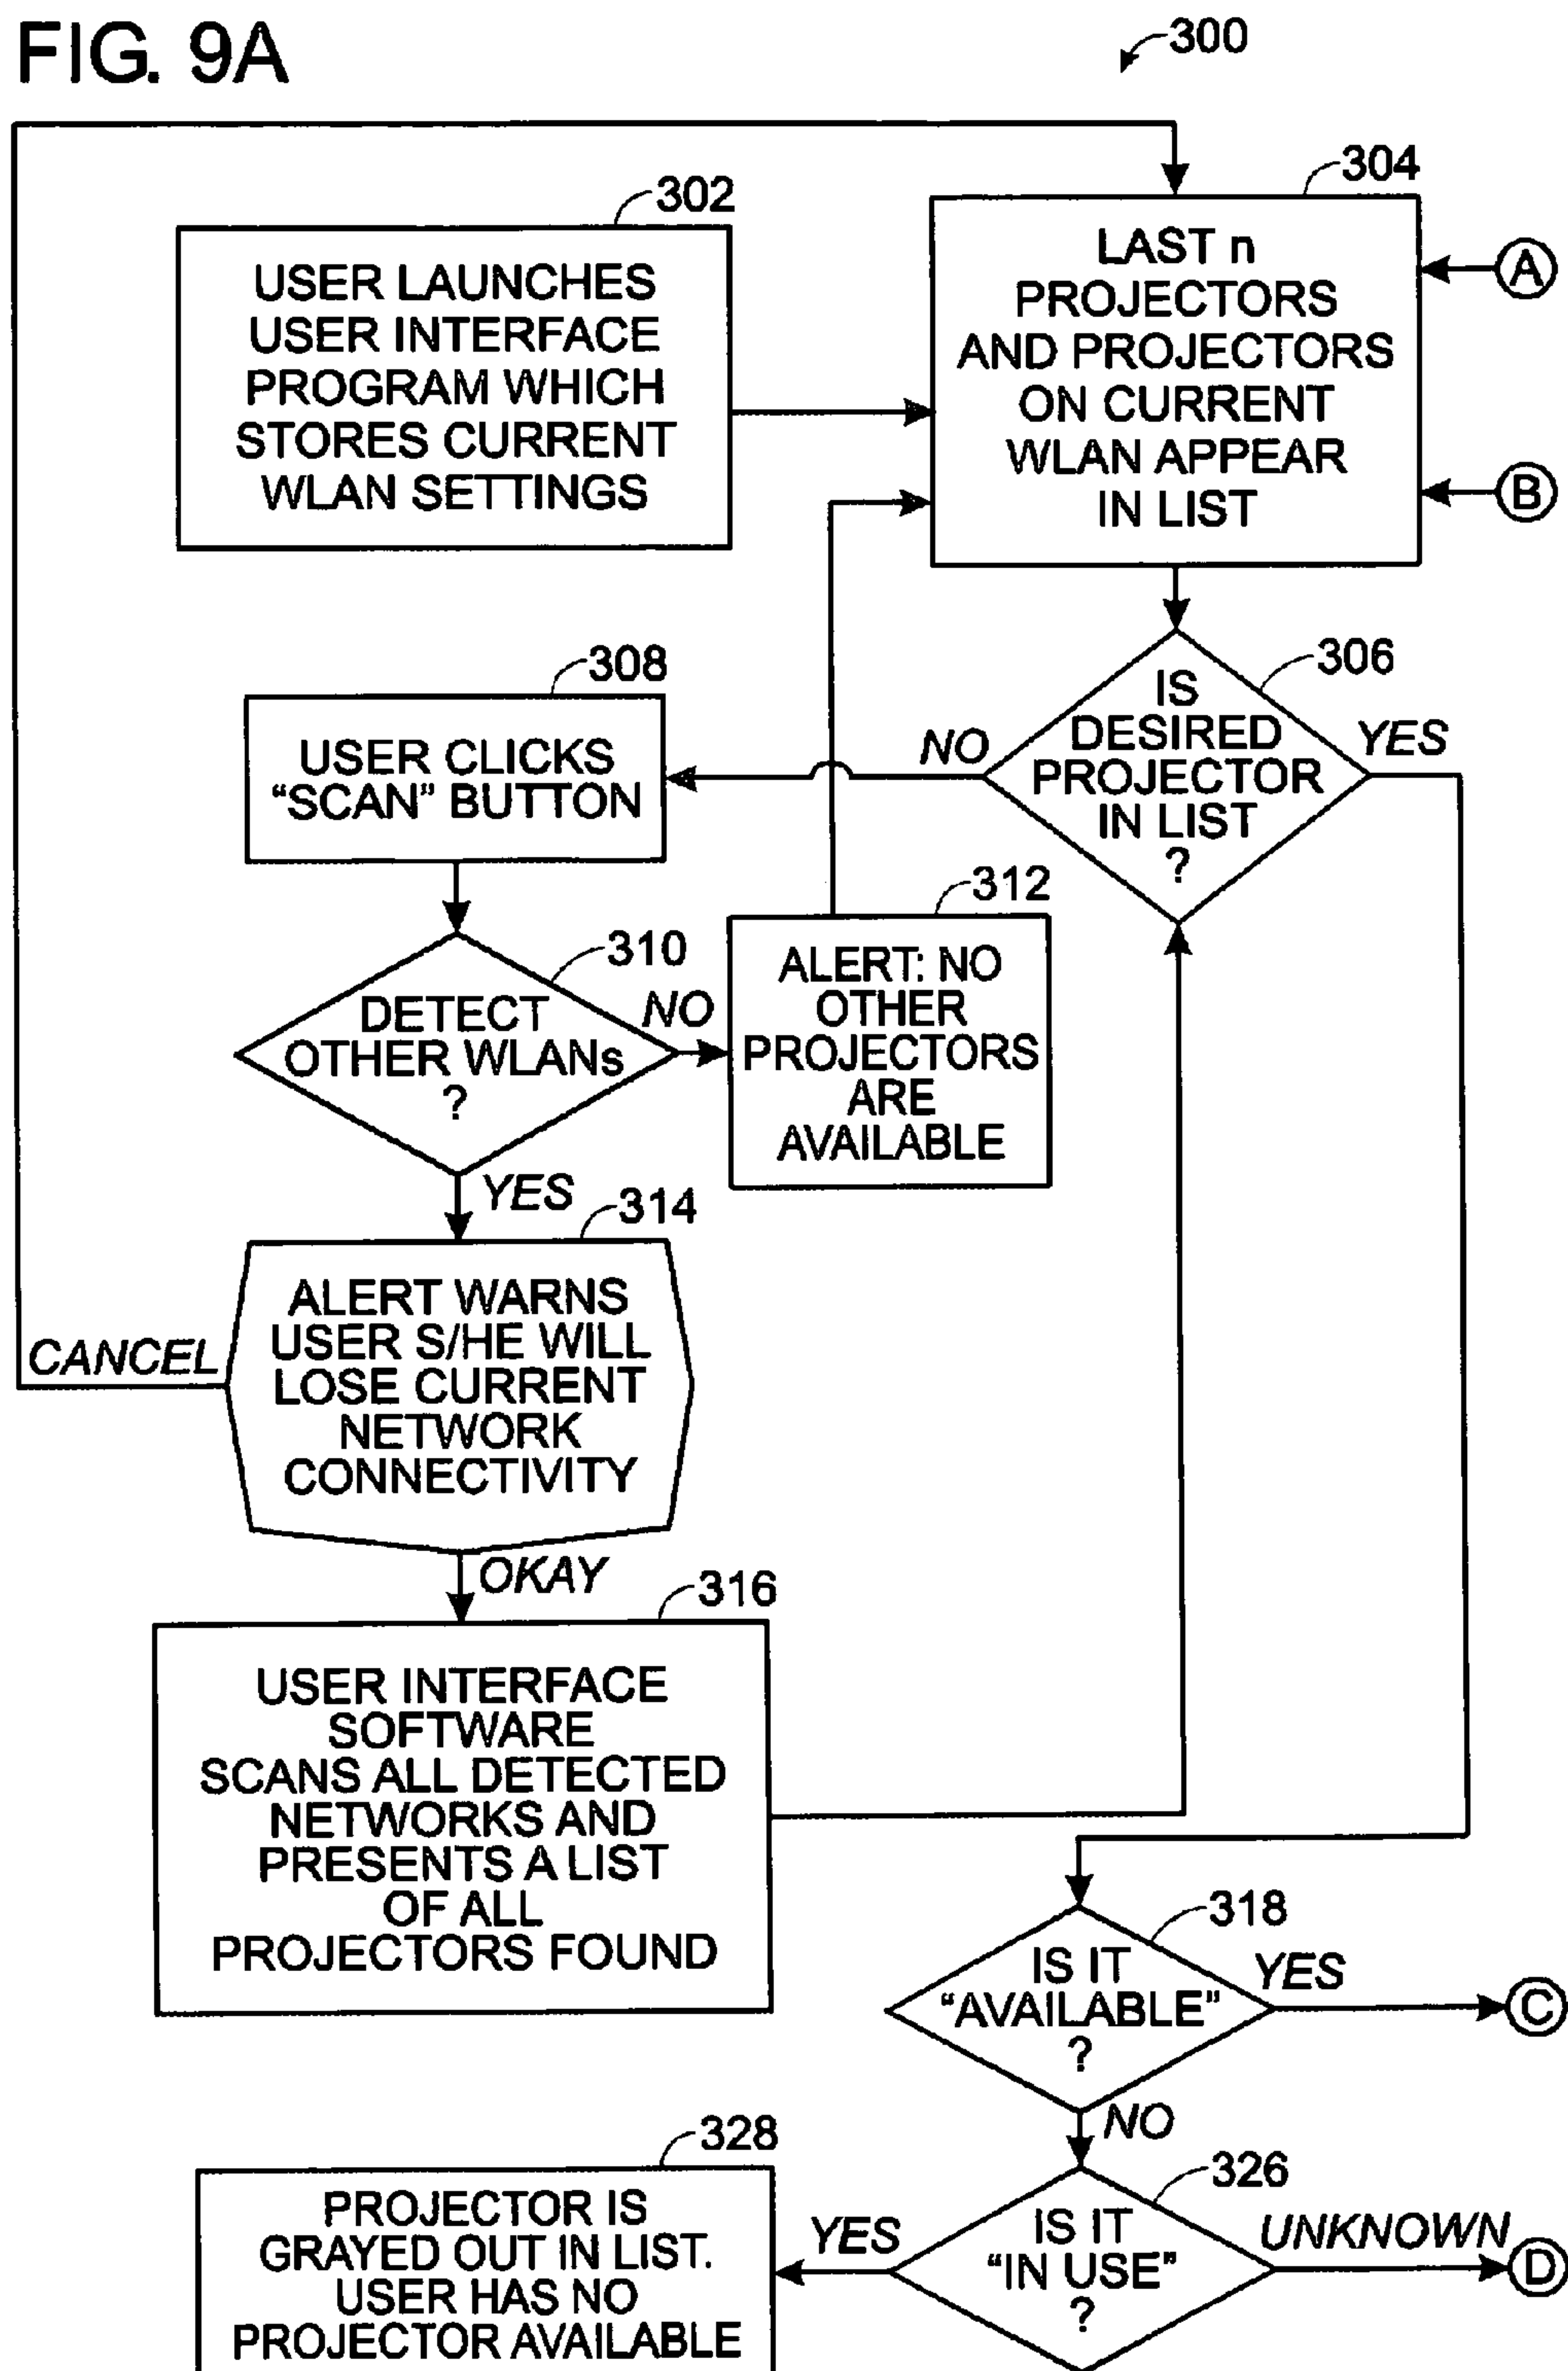 FIG. 9A
300
302
USER LAUNCHES
USER INTERFACE
PROGRAM WHICH
STORES CURRENT
WLAN SETTINGS
304
LAST n
PROJECTORS
AND PROJECTORS
ON CURRENT
WLAN APPEAR
IN LIST
A
B
306
IS
DESIRED
PROJECTOR
IN LIST
?
NO
YES
308
USER CLICKS
“SCAN” BUTTON
310
DETECT
OTHER WLANs
?
NO
312
ALERT: NO
OTHER
PROJECTORS
ARE
AVAILABLE
YES
314
ALERT WARNS
USER S/HE WILL
LOSE CURRENT
NETWORK
CONNECTIVITY
CANCEL
OKAY
316
USER INTERFACE
SOFTWARE
SCANS ALL DETECTED
NETWORKS AND
PRESENTS A LIST
OF ALL
PROJECTORS FOUND
318
IS IT
“AVAILABLE”
?
YES
C
NO
326
IS IT
“IN USE”
?
UNKNOWN
D
YES
328
PROJECTOR IS
GRAYED OUT IN LIST.
USER HAS NO
PROJECTOR AVAILABLE